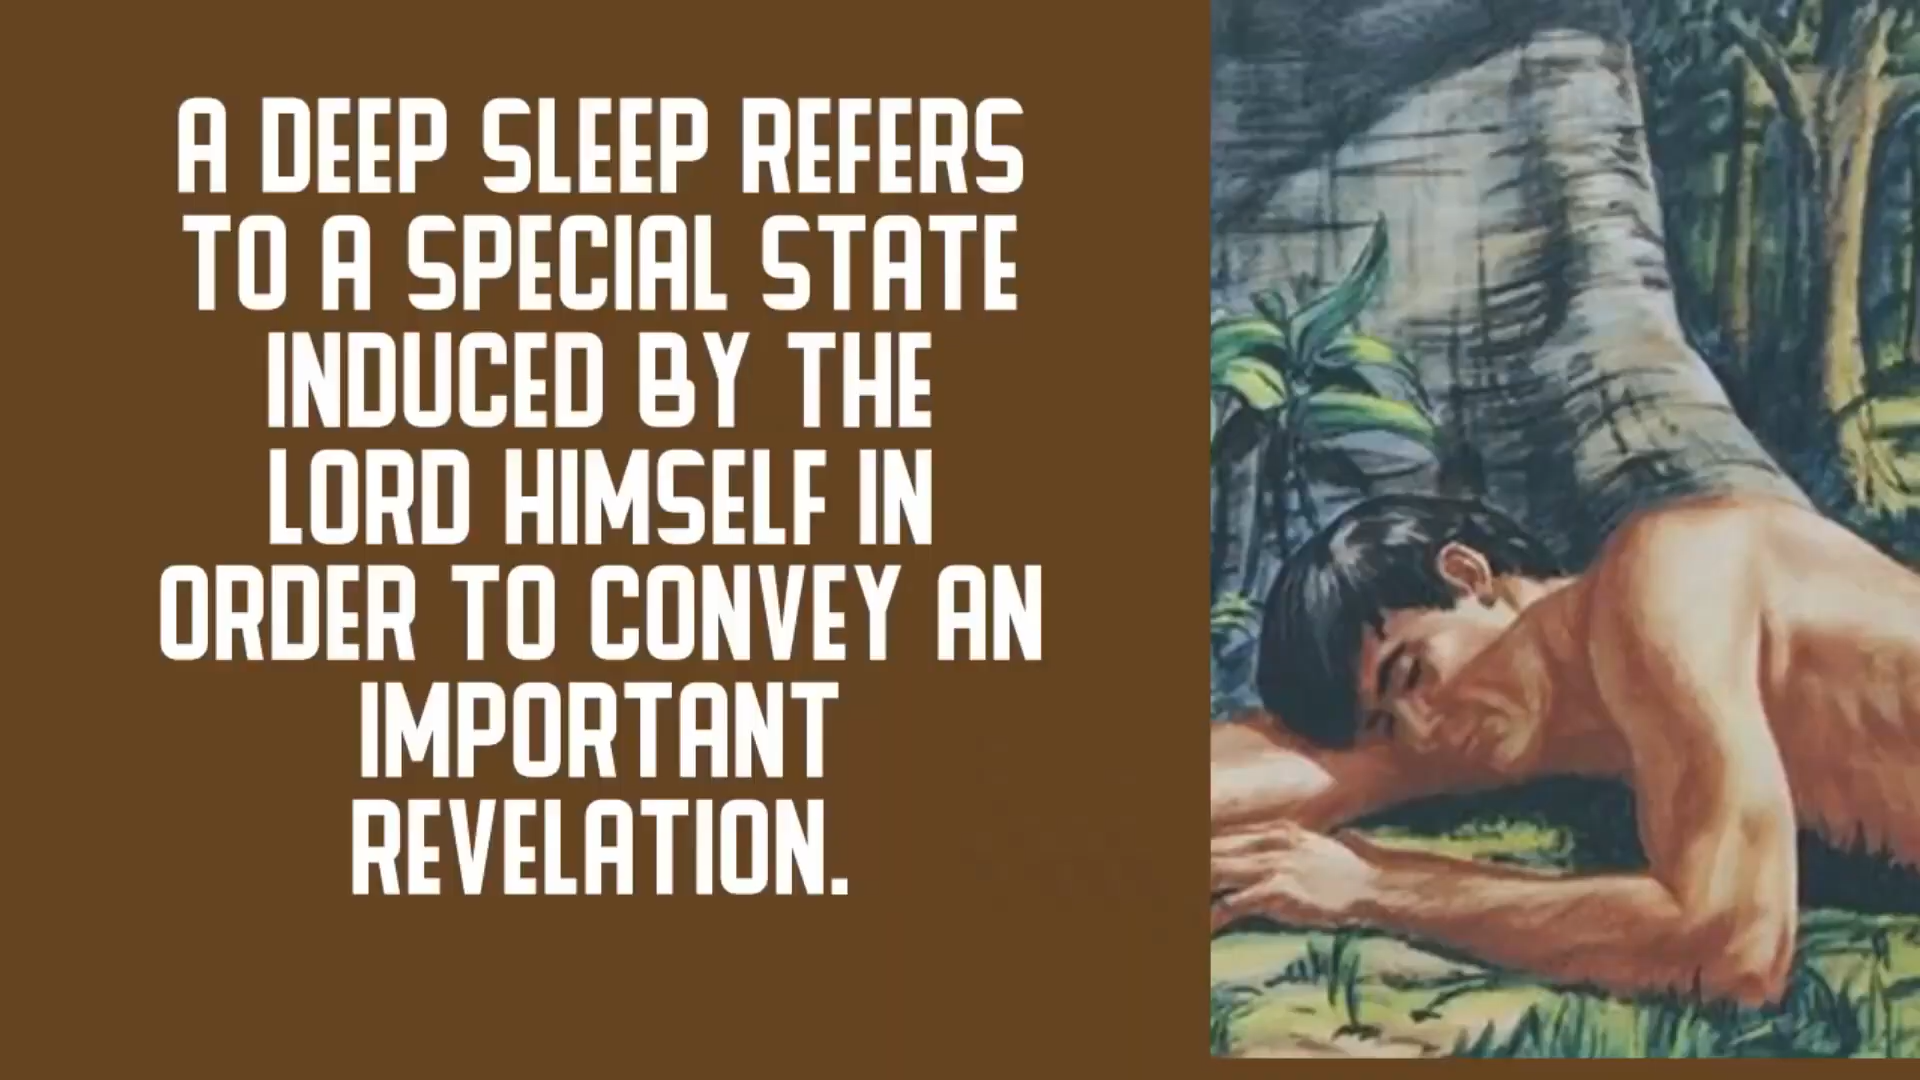 A DEEP SLEEP REFERS
TO A SPECIAL STATE
INDUCED BY THE
LORD HIMSELF IN
ORDER TO CONVEY AN
IMPORTANT
REVELATION.